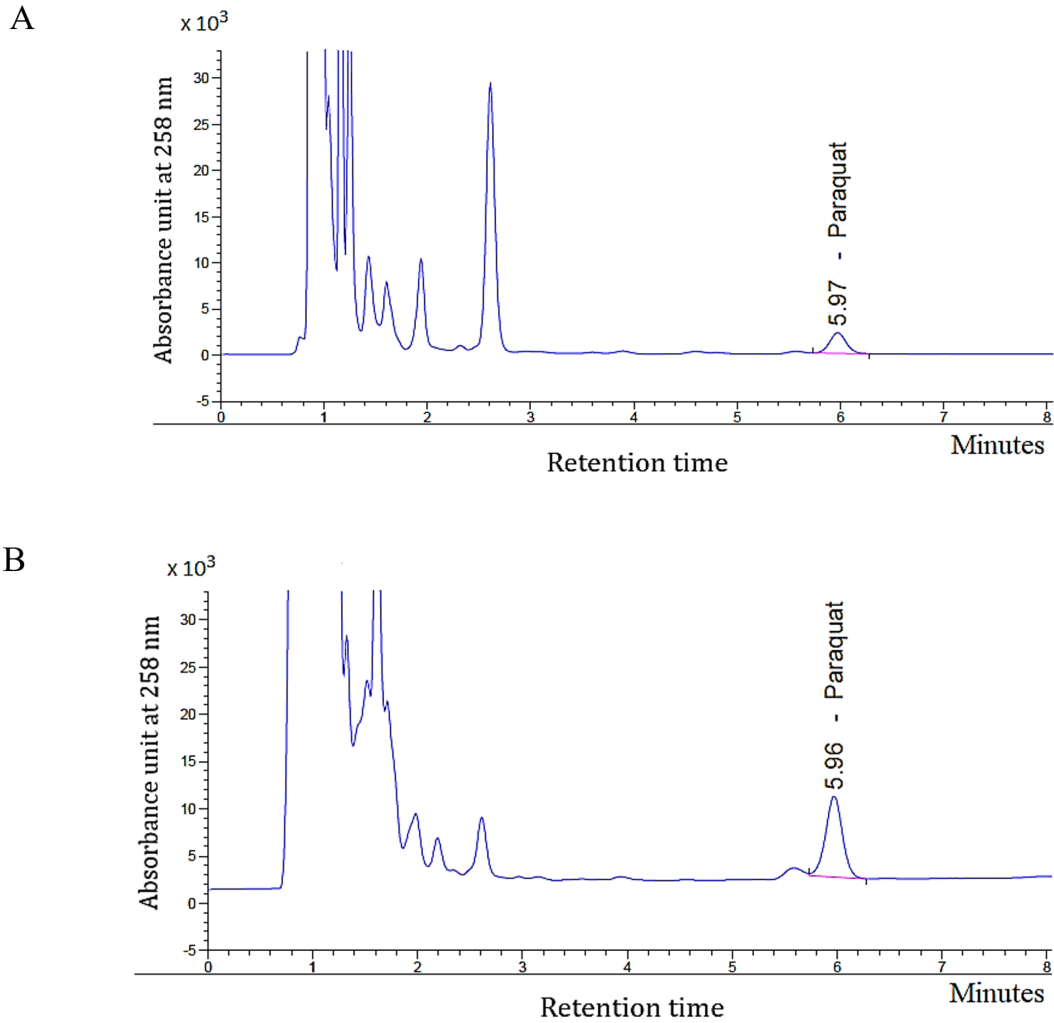 A
x 10³
Absorbance unit at 258 nm
30
25
20
15
10
5
0
-5
5.97 - Paraquat
0 1 2 3 4 5 6 7 8
Minutes
Retention time
B
x 10³
Absorbance unit at 258 nm
30
25
20
15
10
5
0
-5
5.96 - Paraquat
0 1 2 3 4 5 6 7 8
Minutes
Retention time